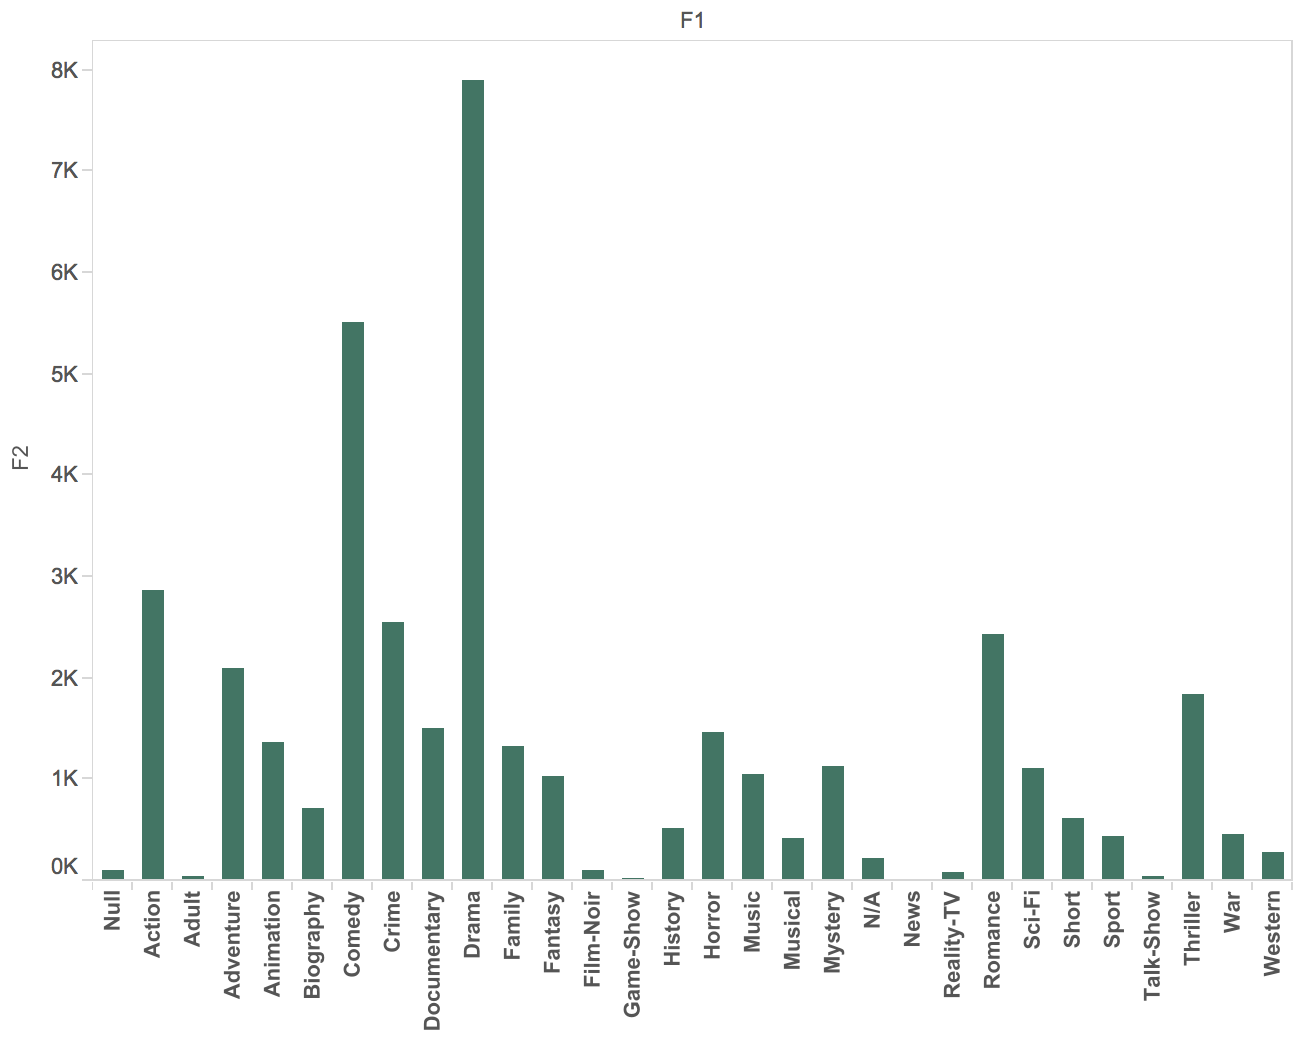 F1
8K
7K
6K
5K
4K
3K
2K
1K
0K
F2
Null
Action
Adult
Adventure
Animation
Biography
Comedy
Crime
Documentary
Drama
Family
Fantasy
Film-Noir
Game-Show
History
Horror
Music
Musical
Mystery
N/A
News
Reality-TV
Romance
Sci-Fi
Short
Sport
Talk-Show
Thriller
War
Western